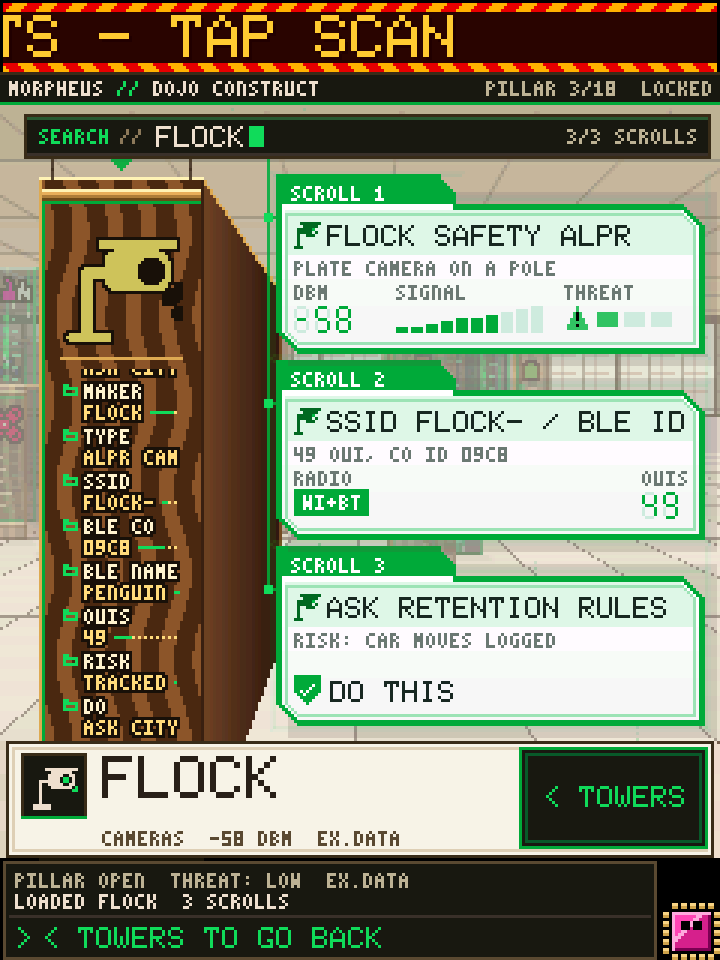 TS - TAP SCAN
MORPHEUS // DOJO CONSTRUCT
PILLAR 3/18 LOCKED
SEARCH // FLOCK
3/3 SCROLLS
SCROLL 1
FLOCK SAFETY ALPR
PLATE CAMERA ON A POLE
DBM SIGNAL THREAT
-58
SCROLL 2
SSID FLOCK- / BLE ID
49 OUI, CO ID 09C8
RADIO OUIS
WI+BT 49
SCROLL 3
ASK RETENTION RULES
RISK: CAR MOVES LOGGED
DO THIS
ASK CITY
MAKER
FLOCK
TYPE
ALPR CAM
SSID
FLOCK-
BLE CO
09C8
BLE NAME
PENGUIN
OUIS
49
RISK
TRACKED
DO
ASK CITY
FLOCK
CAMERAS -58 DBM EX.DATA
< TOWERS
PILLAR OPEN THREAT: LOW EX.DATA
LOADED FLOCK 3 SCROLLS
> < TOWERS TO GO BACK